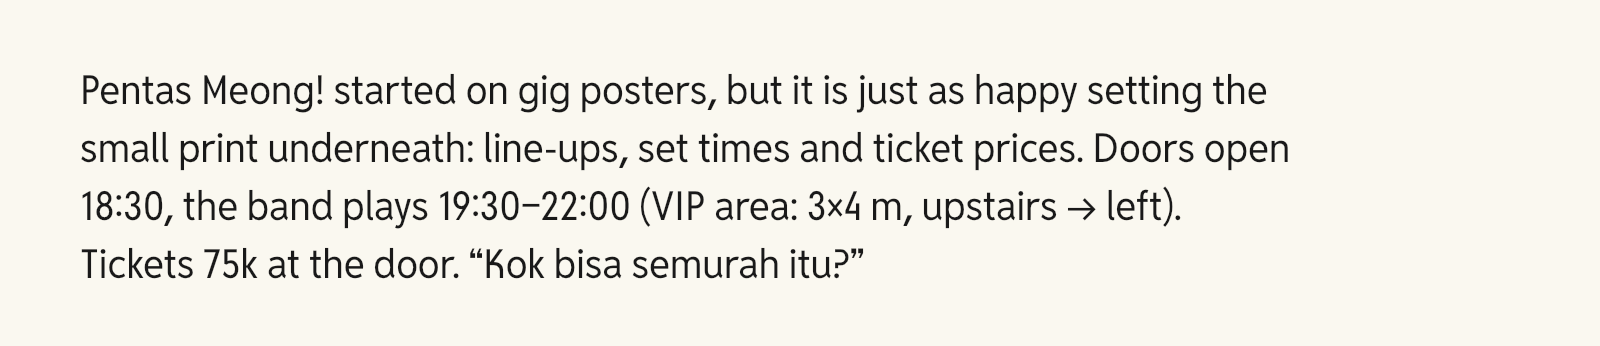 Pentas Meong! started on gig posters, but it is just as happy setting the
small print underneath: line-ups, set times and ticket prices. Doors open
18:30, the band plays 19:30–22:00 (VIP area: 3×4 m, upstairs → left).
Tickets 75k at the door. “Kok bisa semurah itu?”